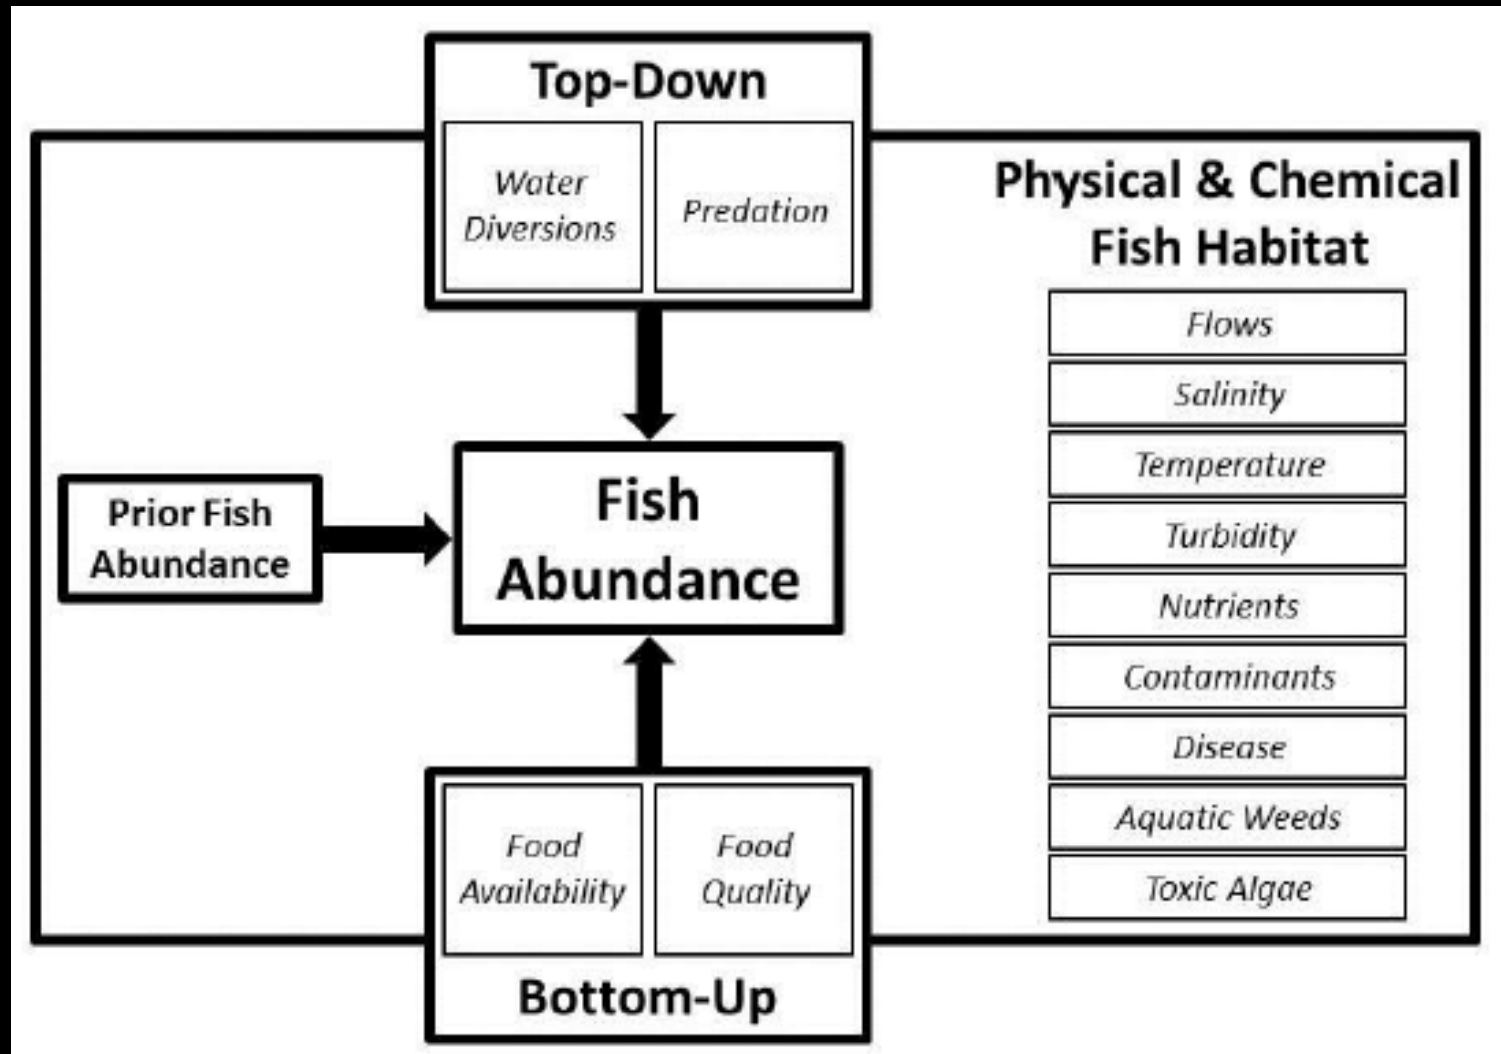 Top-Down
Water
Diversions
Predation
Physical & Chemical
Fish Habitat
Flows
Salinity
Temperature
Turbidity
Nutrients
Contaminants
Disease
Aquatic Weeds
Toxic Algae
Prior Fish
Abundance
Fish
Abundance
Food
Availability
Food
Quality
Bottom-Up